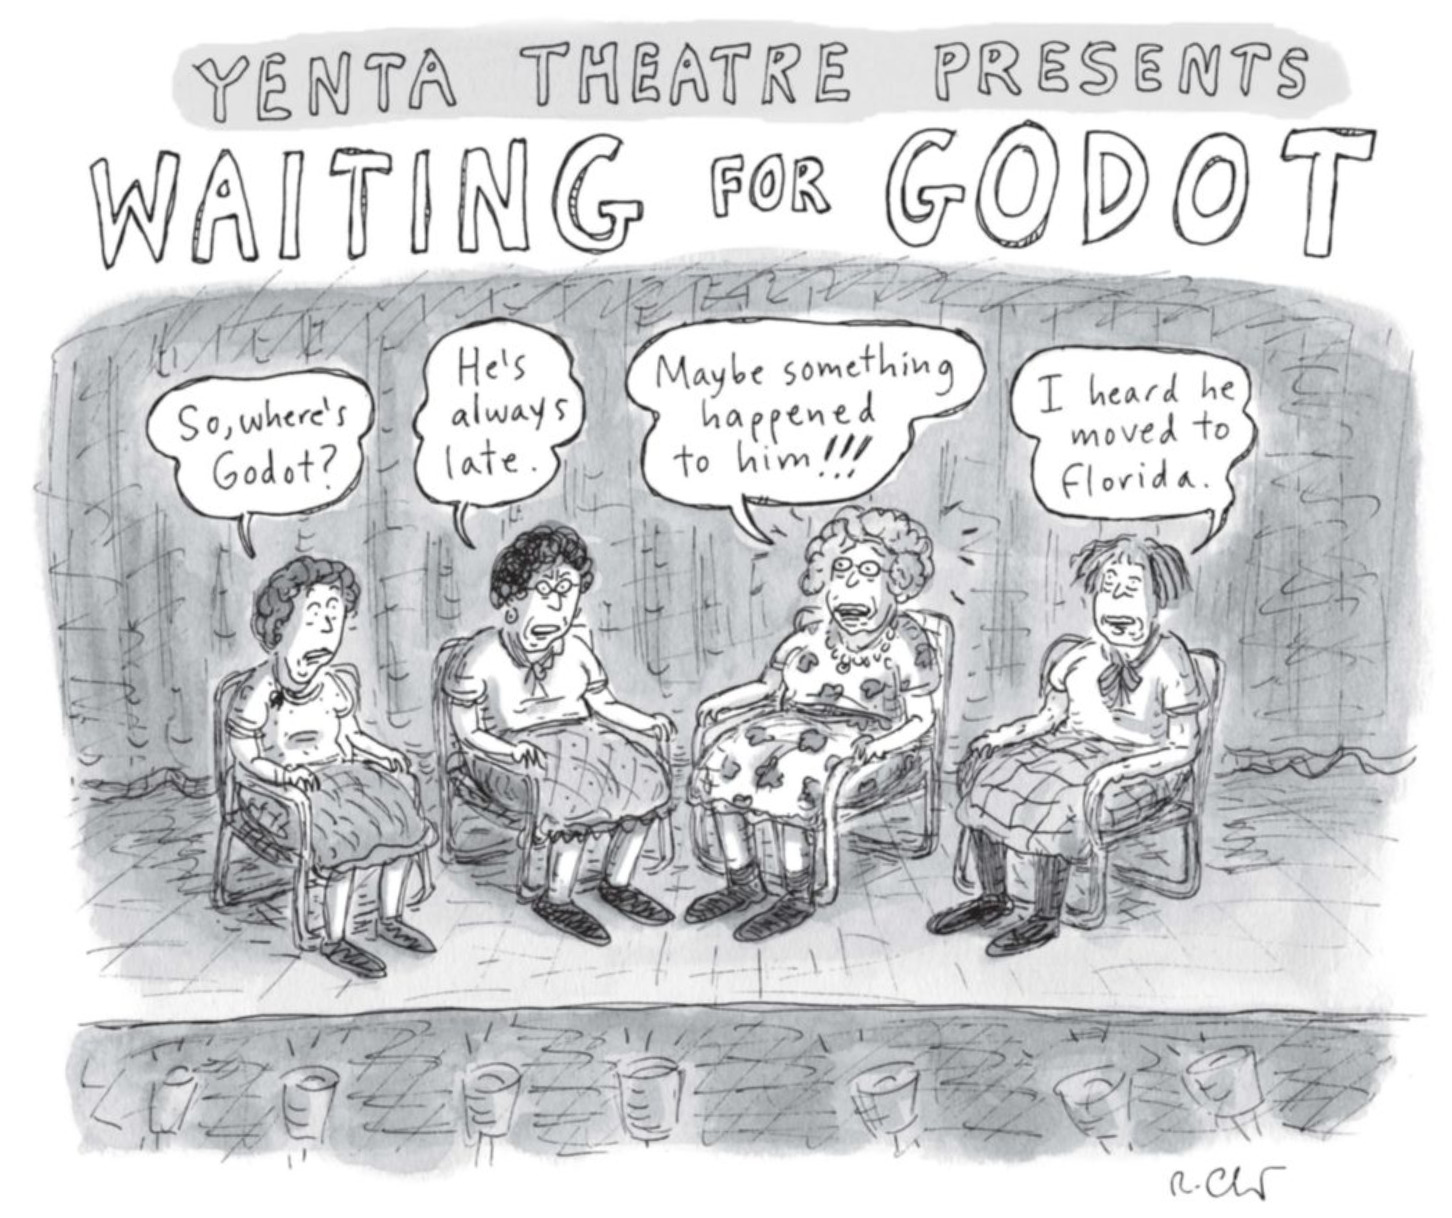 YENTA THEATRE PRESENTS
WAITING FOR GODOT
So, where's
Godot?
He's
always
late.
Maybe something
happened
to him!!!
I heard he
moved to
Florida.
R. Chast